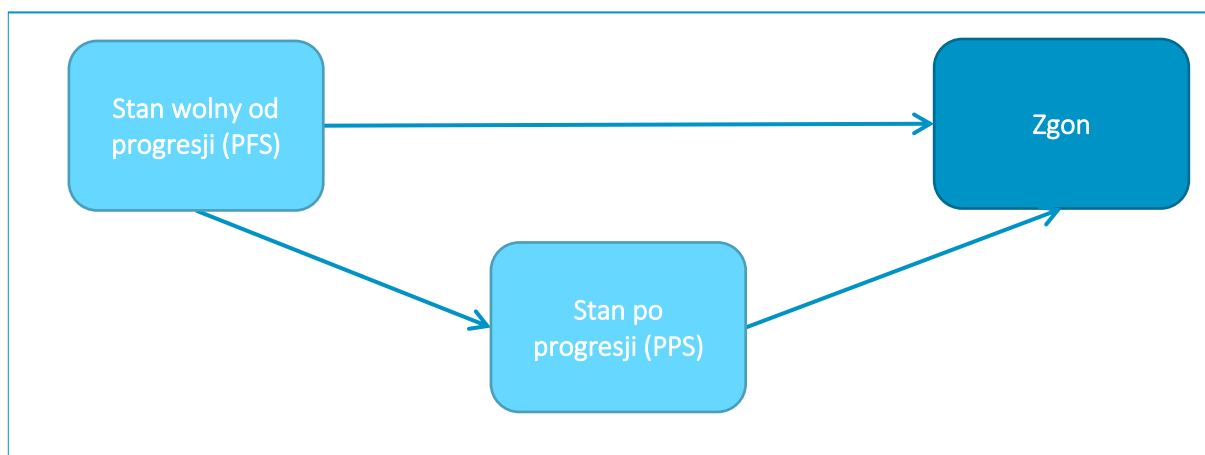 Stan wolny od
progresji (PFS)
Zgon
Stan po
progresji (PPS)